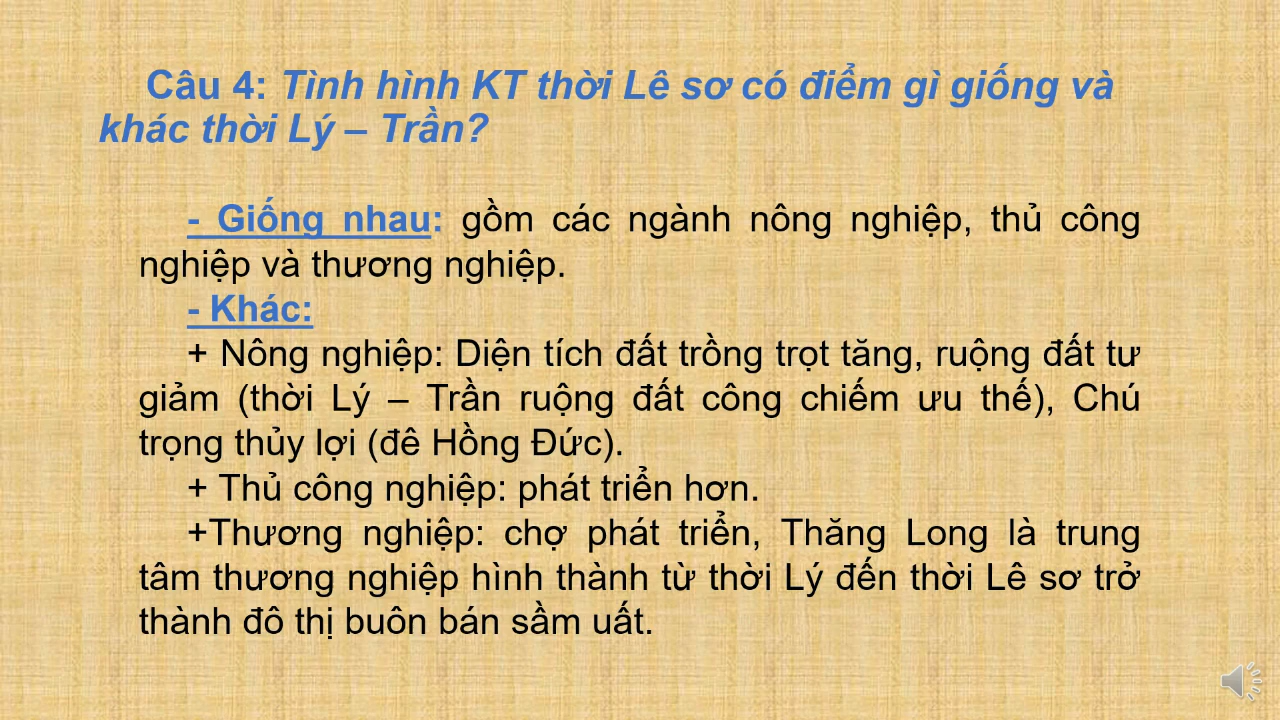 Câu 4: Tình hình KT thời Lê sơ có điểm gì giống và
khác thời Lý – Trần?
- Giống nhau: gồm các ngành nông nghiệp, thủ công
nghiệp và thương nghiệp.
- Khác:
+ Nông nghiệp: Diện tích đất trồng trọt tăng, ruộng đất tư
giảm (thời Lý – Trần ruộng đất công chiếm ưu thế), Chú
trọng thủy lợi (đê Hồng Đức).
+ Thủ công nghiệp: phát triển hơn.
+Thương nghiệp: chợ phát triển, Thăng Long là trung
tâm thương nghiệp hình thành từ thời Lý đến thời Lê sơ trở
thành đô thị buôn bán sầm uất.